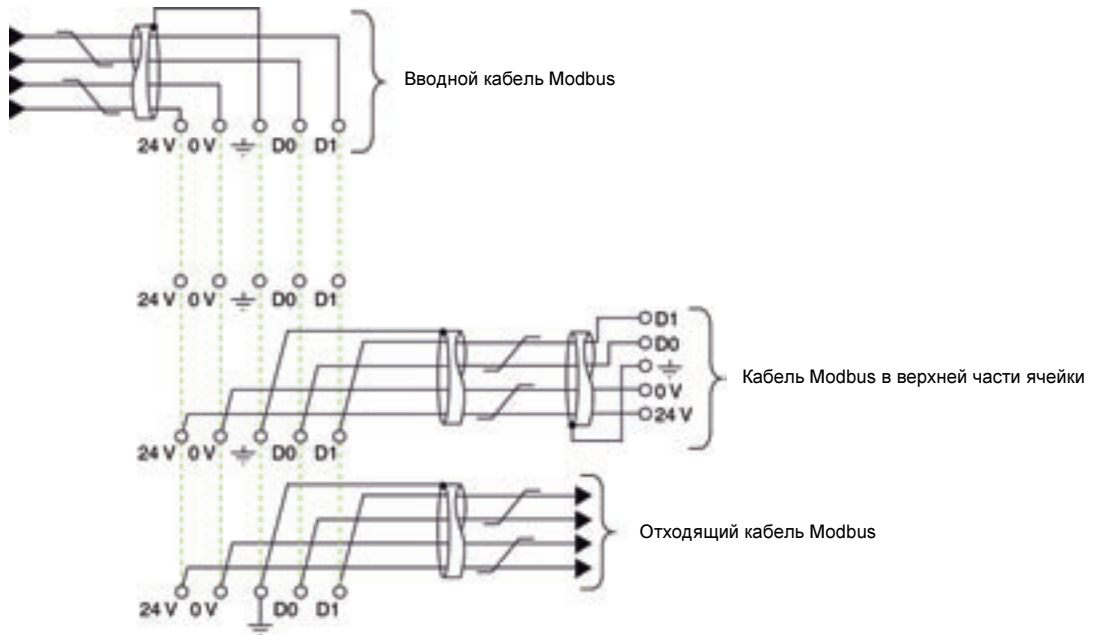 Вводной кабель Modbus
24 V 0 V D0 D1
24 V 0 V D0 D1
D1
D0
0 V
24 V
Кабель Modbus в верхней части ячейки
24 V 0 V D0 D1
Отходящий кабель Modbus
24 V 0 V D0 D1